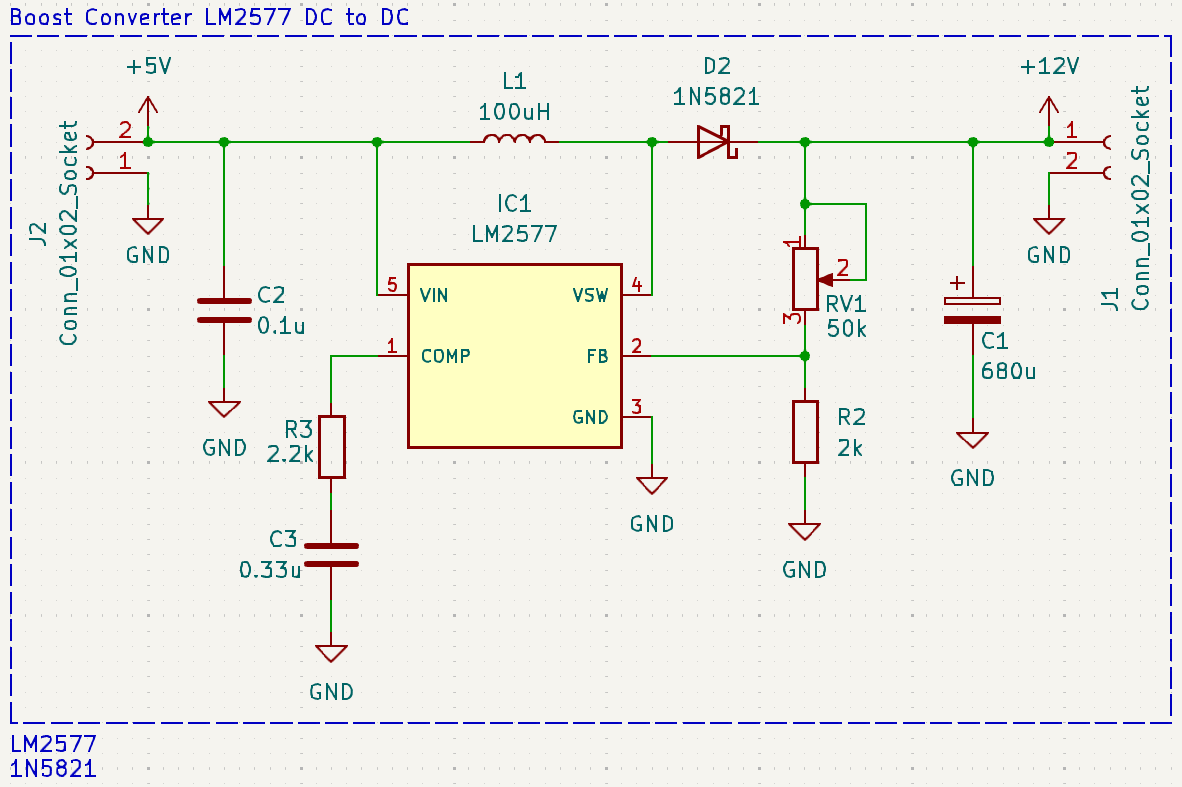 Boost Converter LM2577 DC to DC
+5V
D2
1N5821
+12V
L1
100uH
2
1
J2
Conn_01x02_Socket
GND
1
2
J1
Conn_01x02_Socket
GND
IC1
LM2577
5
VIN
VSW
4
1
COMP
FB
2
GND
3
GND
C2
0.1u
GND
1
2
3
RV1
50k
+
C1
680u
GND
R3
2.2k
R2
2k
GND
C3
0.33u
GND
LM2577
1N5821